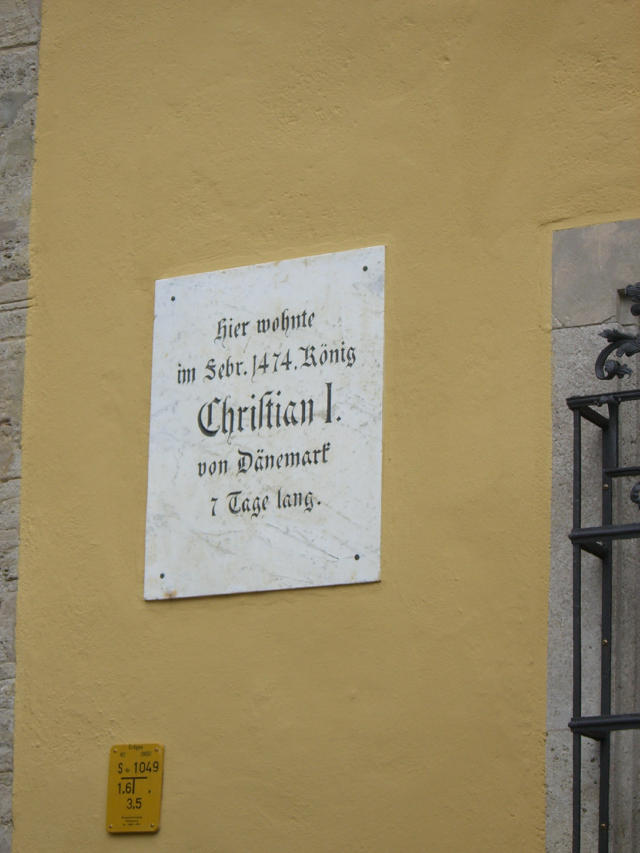 Hier wohnte
im Febr. 1474. König
Christian I.
von Dänemark
7 Tage lang.
S + 1049
1.6
3.5